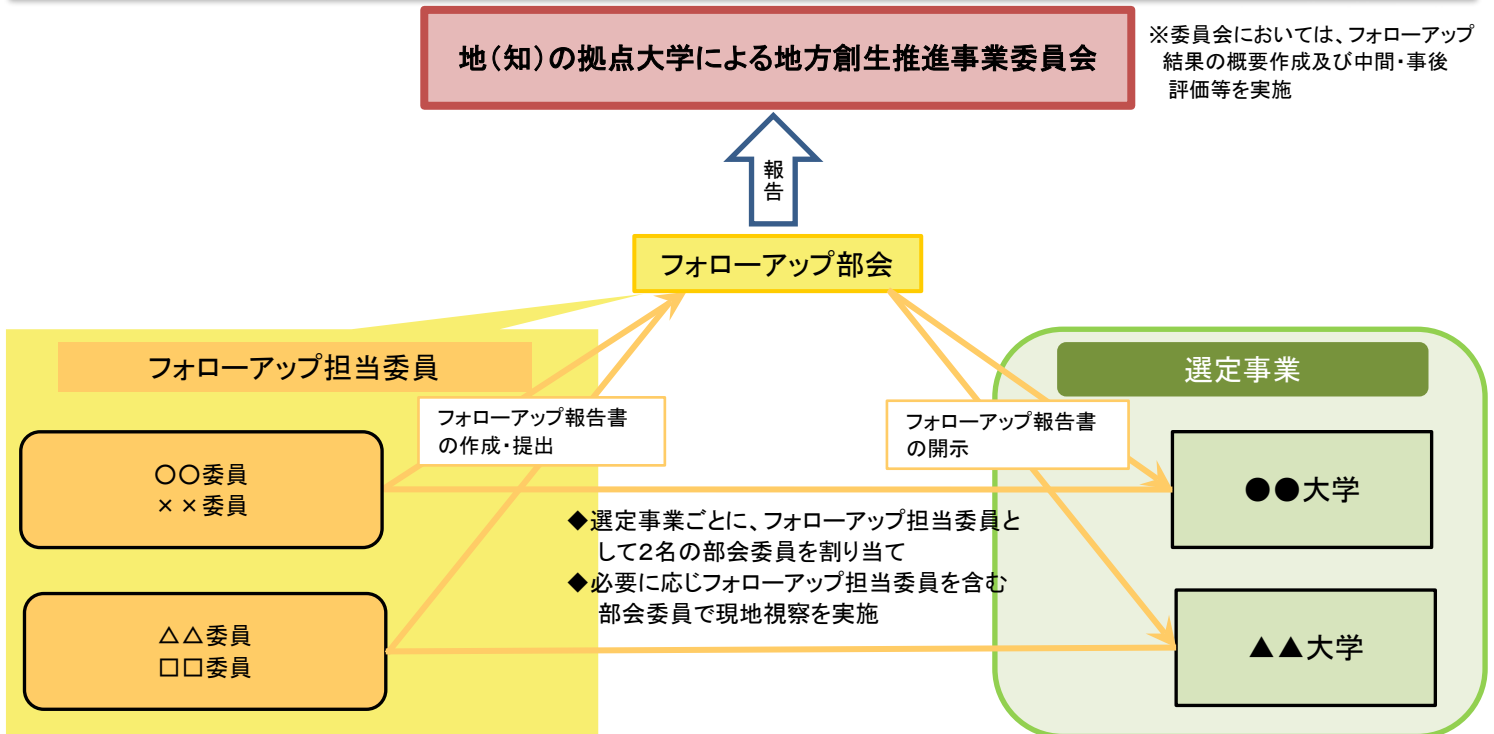 地(知)の拠点大学による地方創生推進事業委員会
※委員会においては、フォローアップ
結果の概要作成及び中間・事後
評価等を実施
報告
フォローアップ部会
フォローアップ担当委員
選定事業
フォローアップ報告書
の作成・提出
フォローアップ報告書
の開示
〇〇委員
××委員
●●大学
◆選定事業ごとに、フォローアップ担当委員と
して2名の部会委員を割り当て
◆必要に応じフォローアップ担当委員を含む
部会委員で現地視察を実施
△△委員
□□委員
▲▲大学